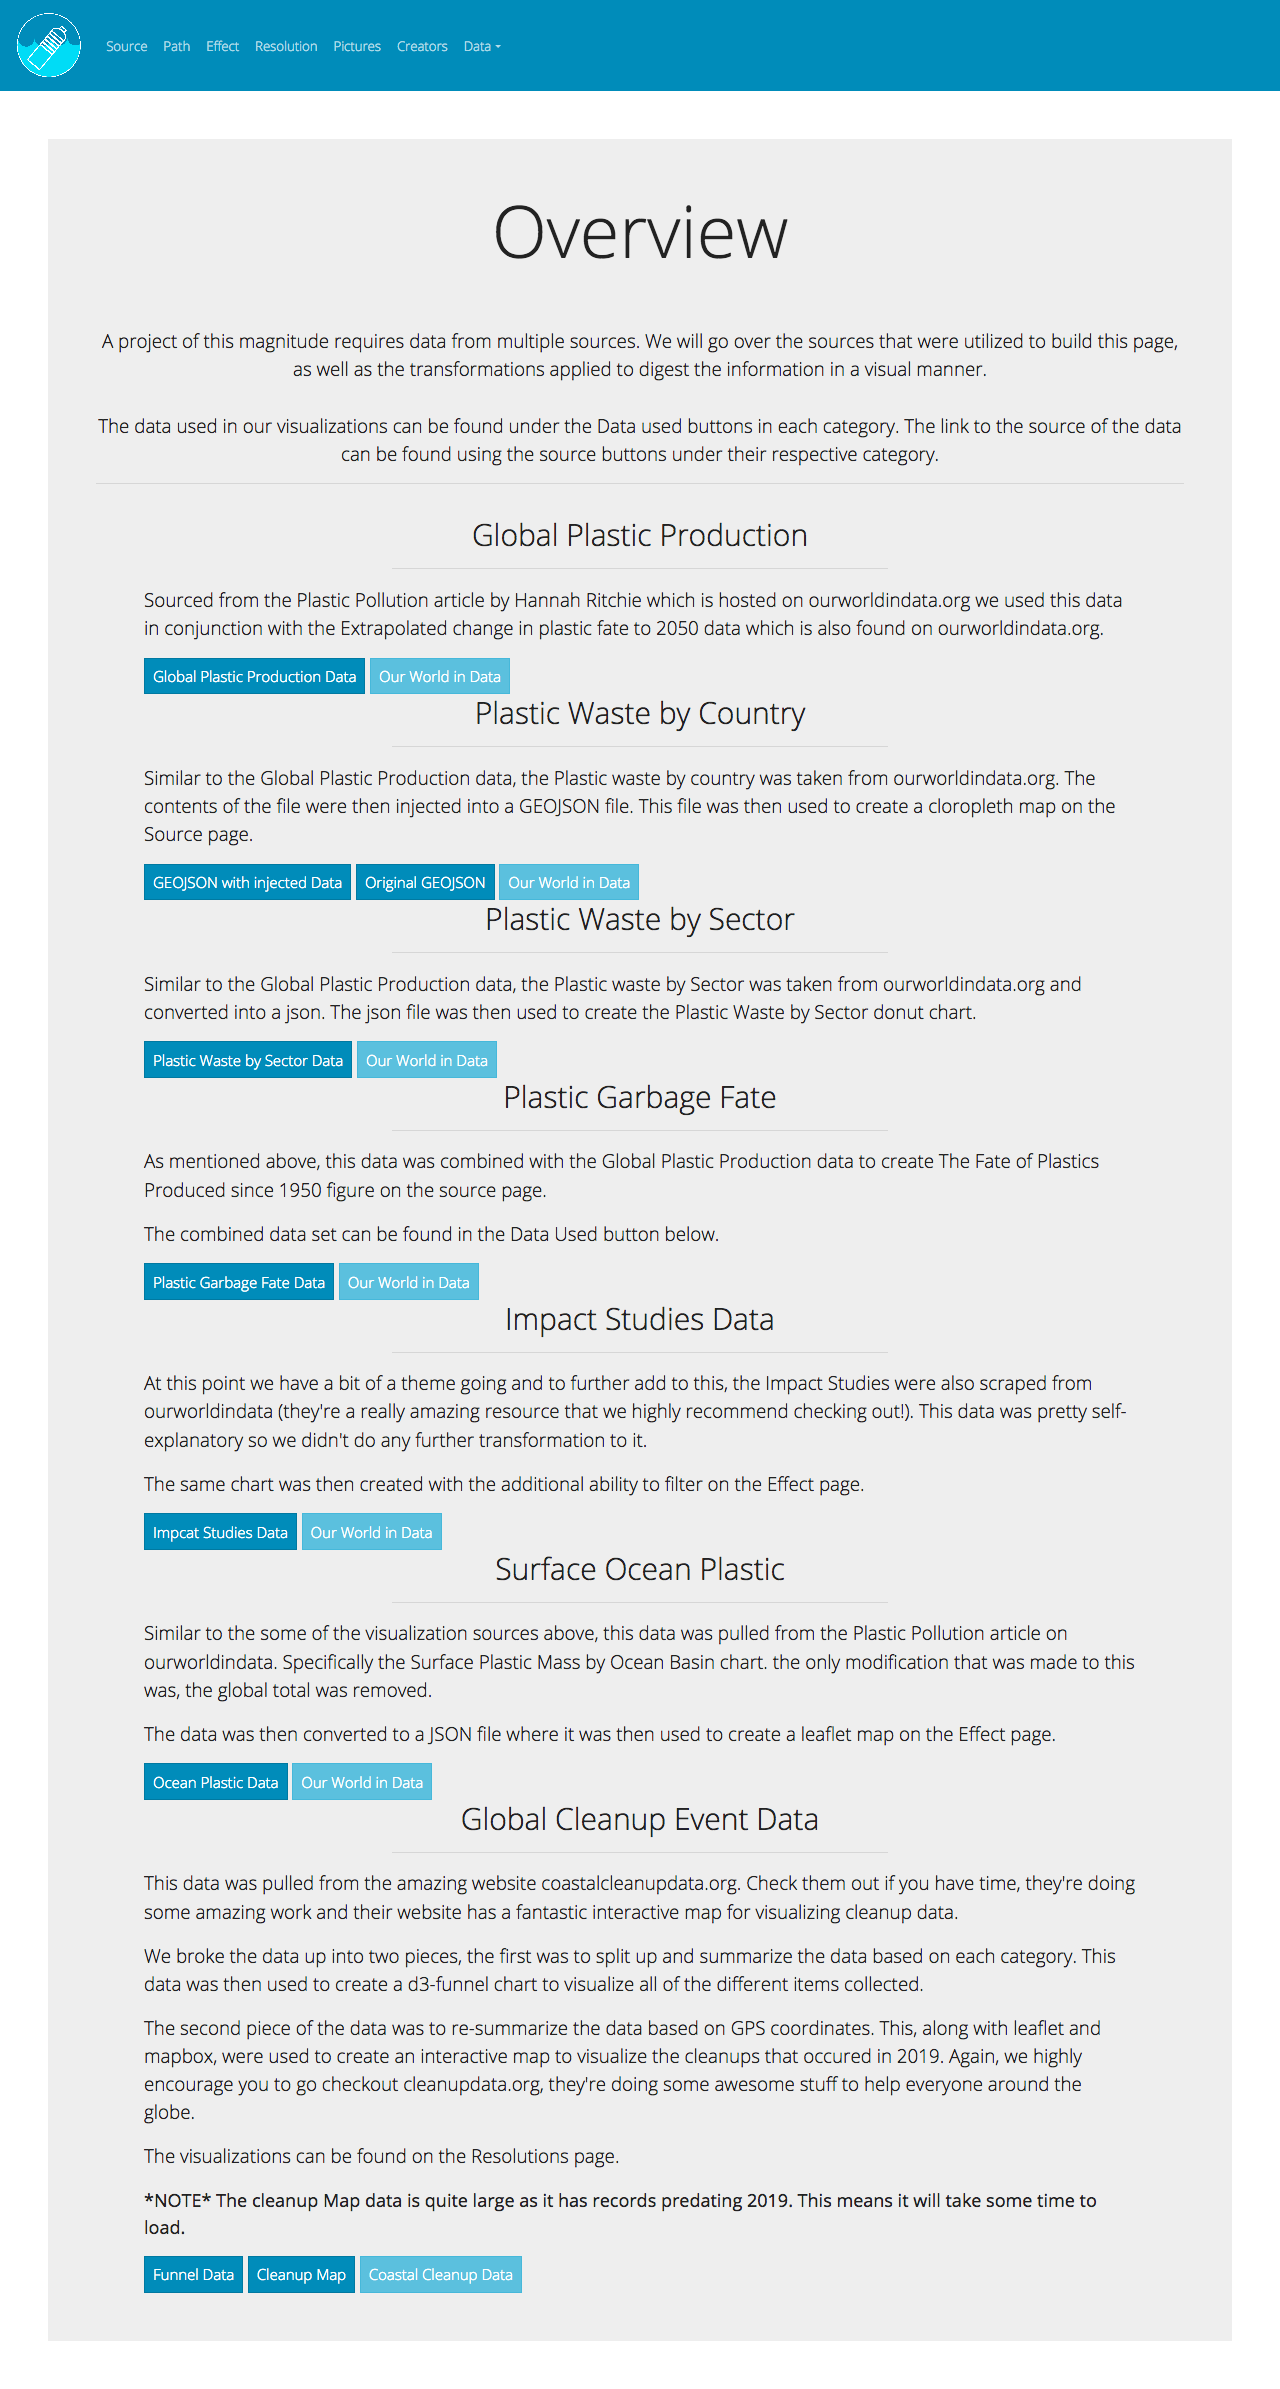 Source Path Effect Resolution Pictures Creators Data
Overview
A project of this magnitude requires data from multiple sources. We will go over the sources that were utilized to build this page,
as well as the transformations applied to digest the information in a visual manner.
The data used in our visualizations can be found under the Data used buttons in each category. The link to the source of the data
can be found using the source buttons under their respective category.
Global Plastic Production
Sourced from the Plastic Pollution article by Hannah Ritchie which is hosted on ourworldindata.org we used this data
in conjunction with the Extrapolated change in plastic fate to 2050 data which is also found on ourworldindata.org.
Global Plastic Production Data Our World in Data
Plastic Waste by Country
Similar to the Global Plastic Production data, the Plastic waste by country was taken from ourworldindata.org. The
contents of the file were then injected into a GEOJSON file. This file was then used to create a cloropleth map on the
Source page.
GEOJSON with injected Data Original GEOJSON Our World in Data
Plastic Waste by Sector
Similar to the Global Plastic Production data, the Plastic waste by Sector was taken from ourworldindata.org and
converted into a json. The json file was then used to create the Plastic Waste by Sector donut chart.
Plastic Waste by Sector Data Our World in Data
Plastic Garbage Fate
As mentioned above, this data was combined with the Global Plastic Production data to create The Fate of Plastics
Produced since 1950 figure on the source page.
The combined data set can be found in the Data Used button below.
Plastic Garbage Fate Data Our World in Data
Impact Studies Data
At this point we have a bit of a theme going and to further add to this, the Impact Studies were also scraped from
ourworldindata (they're a really amazing resource that we highly recommend checking out!). This data was pretty self-
explanatory so we didn't do any further transformation to it.
The same chart was then created with the additional ability to filter on the Effect page.
Impcat Studies Data Our World in Data
Surface Ocean Plastic
Similar to the some of the visualization sources above, this data was pulled from the Plastic Pollution article on
ourworldindata. Specifically the Surface Plastic Mass by Ocean Basin chart. the only modification that was made to this
was, the global total was removed.
The data was then converted to a JSON file where it was then used to create a leaflet map on the Effect page.
Ocean Plastic Data Our World in Data
Global Cleanup Event Data
This data was pulled from the amazing website coastalcleanupdata.org. Check them out if you have time, they're doing
some amazing work and their website has a fantastic interactive map for visualizing cleanup data.
We broke the data up into two pieces, the first was to split up and summarize the data based on each category. This
data was then used to create a d3-funnel chart to visualize all of the different items collected.
The second piece of the data was to re-summarize the data based on GPS coordinates. This, along with leaflet and
mapbox, were used to create an interactive map to visualize the cleanups that occured in 2019. Again, we highly
encourage you to go checkout cleanupdata.org, they're doing some awesome stuff to help everyone around the
globe.
The visualizations can be found on the Resolutions page.
*NOTE* The cleanup Map data is quite large as it has records predating 2019. This means it will take some time to
load.
Funnel Data Cleanup Map Coastal Cleanup Data